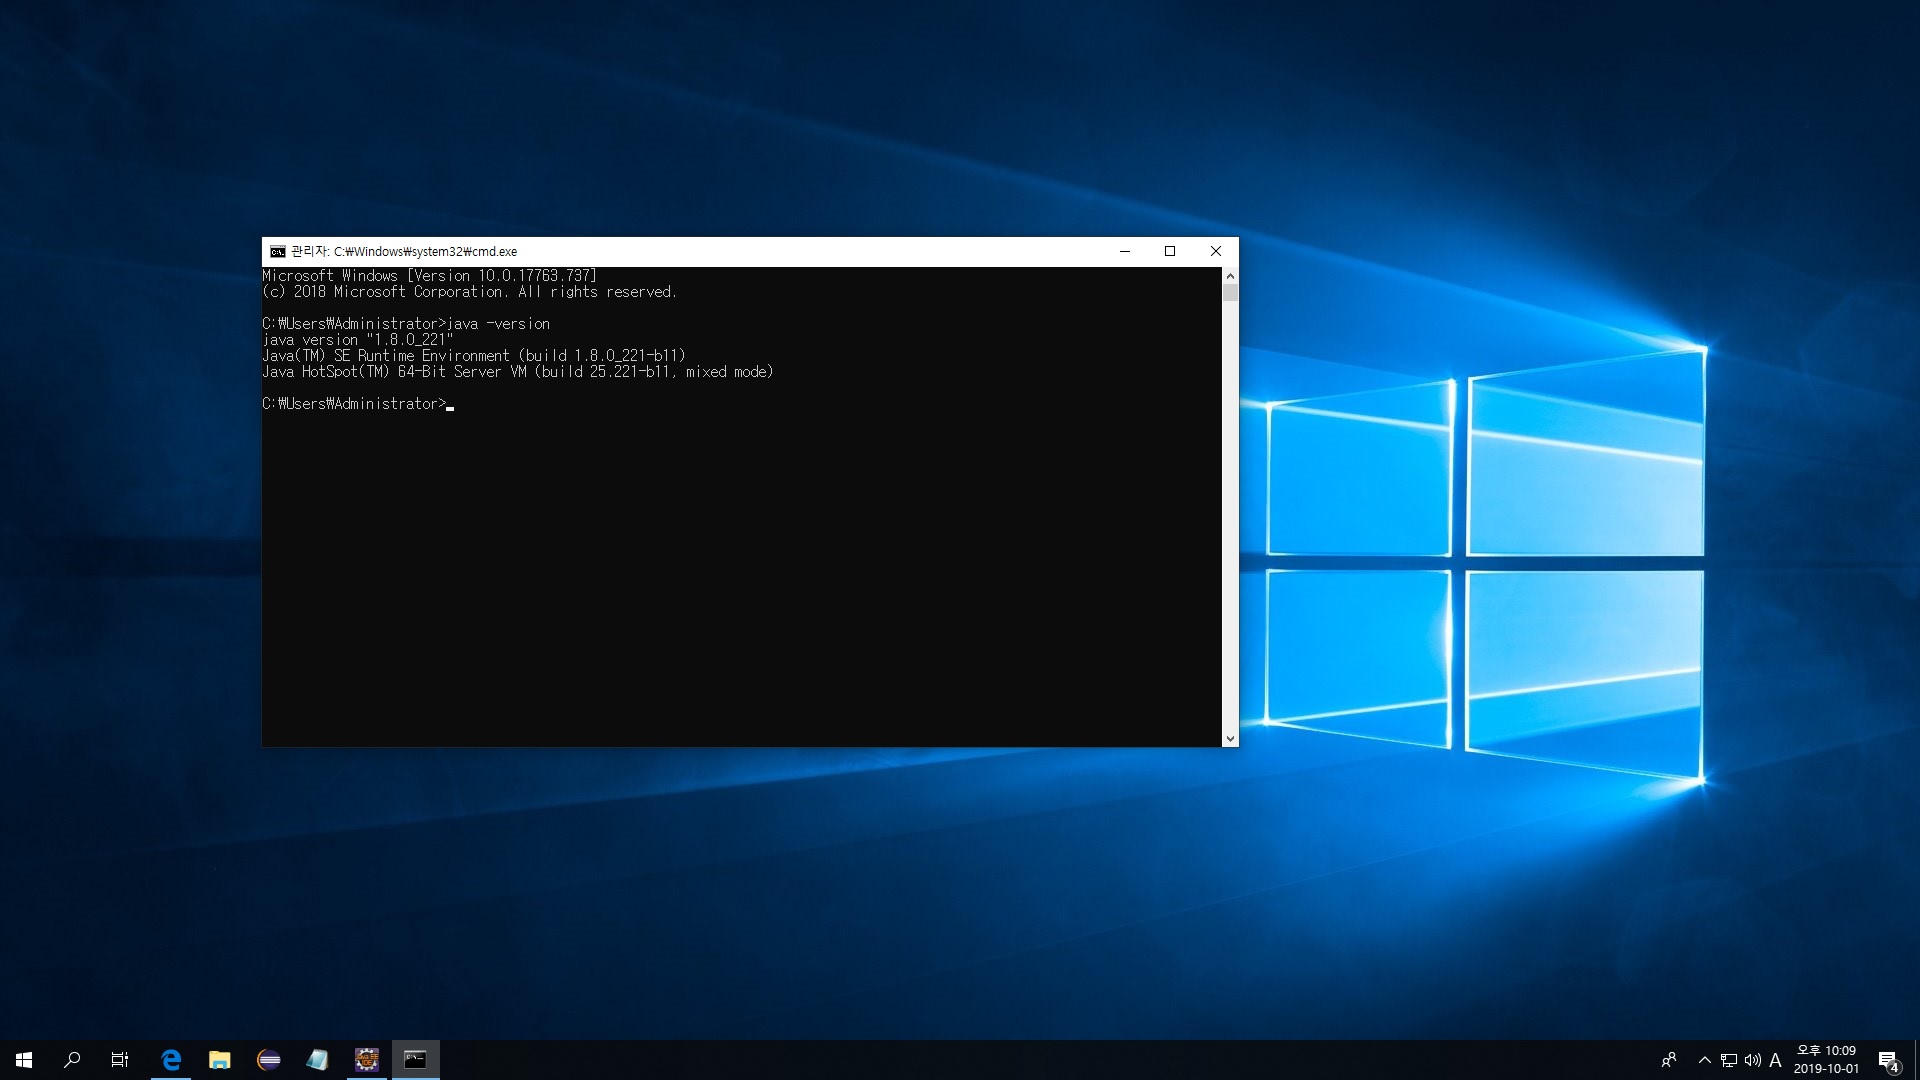 관리자: C:₩Windows₩system32₩cmd.exe
Microsoft Windows [Version 10.0.17763.737]
(c) 2018 Microsoft Corporation. All rights reserved.
C:₩Users₩Administrator>java -version
java version "1.8.0_221"
Java(TM) SE Runtime Environment (build 1.8.0_221-b11)
Java HotSpot(TM) 64-Bit Server VM (build 25.221-b11, mixed mode)
C:₩Users₩Administrator>
A
오후 10:09
2019-10-01
4